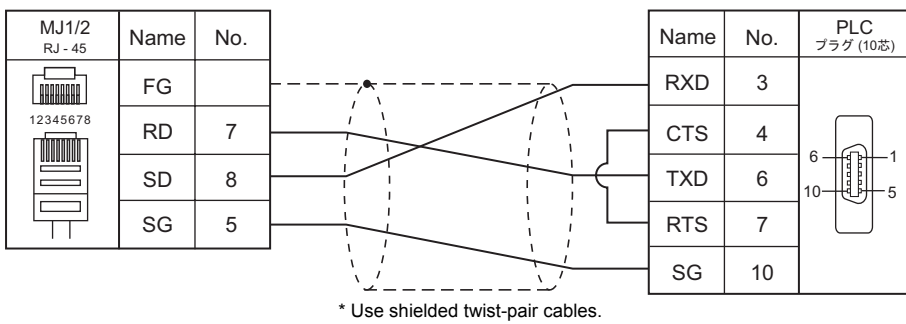 MJ1/2
RJ - 45
Name
No.
FG
RD
7
SD
8
SG
5
12345678
Name
No.
PLC
プラグ (10芯)
RXD
3
CTS
4
TXD
6
RTS
7
SG
10
6
1
10
5
* Use shielded twist-pair cables.